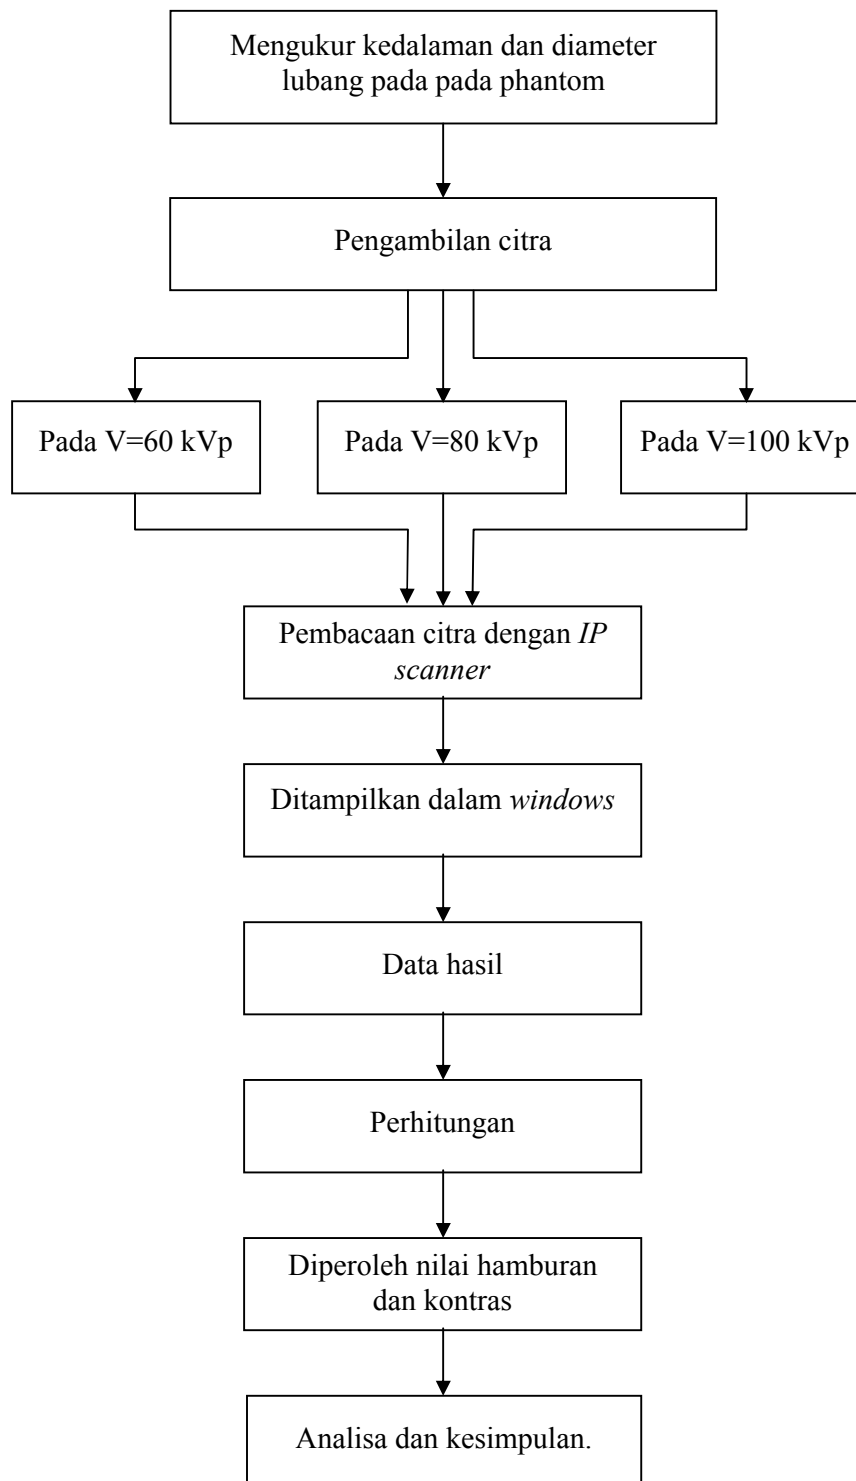 Mengukur kedalaman dan diameter
lubang pada pada phantom
Pengambilan citra
Pada V=60 kVp
Pada V=80 kVp
Pada V=100 kVp
Pembacaan citra dengan IP
scanner
Ditampilkan dalam windows
Data hasil
Perhitungan
Diperoleh nilai hamburan
dan kontras
Analisa dan kesimpulan.